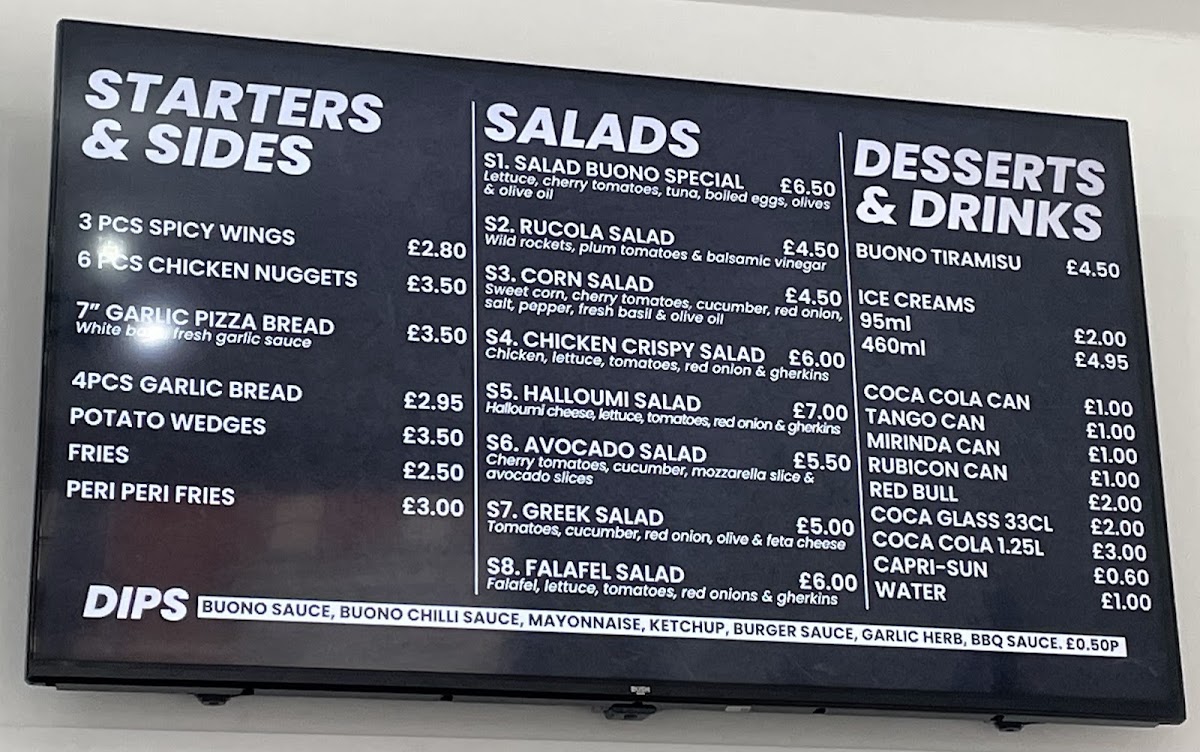 STARTERS
& SIDES
3 PCS SPICY WINGS £2.80
6 PCS CHICKEN NUGGETS £3.50
7” GARLIC PIZZA BREAD £3.50
White base fresh garlic sauce
4PCS GARLIC BREAD £2.95
POTATO WEDGES £3.50
FRIES £2.50
PERI PERI FRIES £3.00
SALADS
S1. SALAD BUONO SPECIAL £6.50
Lettuce, cherry tomatoes, tuna, boiled eggs, olives
& olive oil
S2. RUCOLA SALAD £4.50
Wild rockets, plum tomatoes & balsamic vinegar
S3. CORN SALAD £4.50
Sweet corn, cherry tomatoes, cucumber, red onion,
salt, pepper, fresh basil & olive oil
S4. CHICKEN CRISPY SALAD £6.00
Chicken, lettuce, tomatoes, red onion & gherkins
S5. HALLOUMI SALAD £7.00
Halloumi cheese, lettuce, tomatoes, red onion & gherkins
S6. AVOCADO SALAD £5.50
Cherry tomatoes, cucumber, mozzarella slice &
avocado slices
S7. GREEK SALAD £5.00
Tomatoes, cucumber, red onion, olive & feta cheese
S8. FALAFEL SALAD £6.00
Falafel, lettuce, tomatoes, red onions & gherkins
DESSERTS
& DRINKS
BUONO TIRAMISU £4.50
ICE CREAMS
95ml £2.00
460ml £4.95
COCA COLA CAN £1.00
TANGO CAN £1.00
MIRINDA CAN £1.00
RUBICON CAN £1.00
RED BULL £2.00
COCA GLASS 33CL £2.00
COCA COLA 1.25L £3.00
CAPRI-SUN £0.60
WATER £1.00
DIPS BUONO SAUCE, BUONO CHILLI SAUCE, MAYONNAISE, KETCHUP, BURGER SAUCE, GARLIC HERB, BBQ SAUCE. £0.50P
BUSH